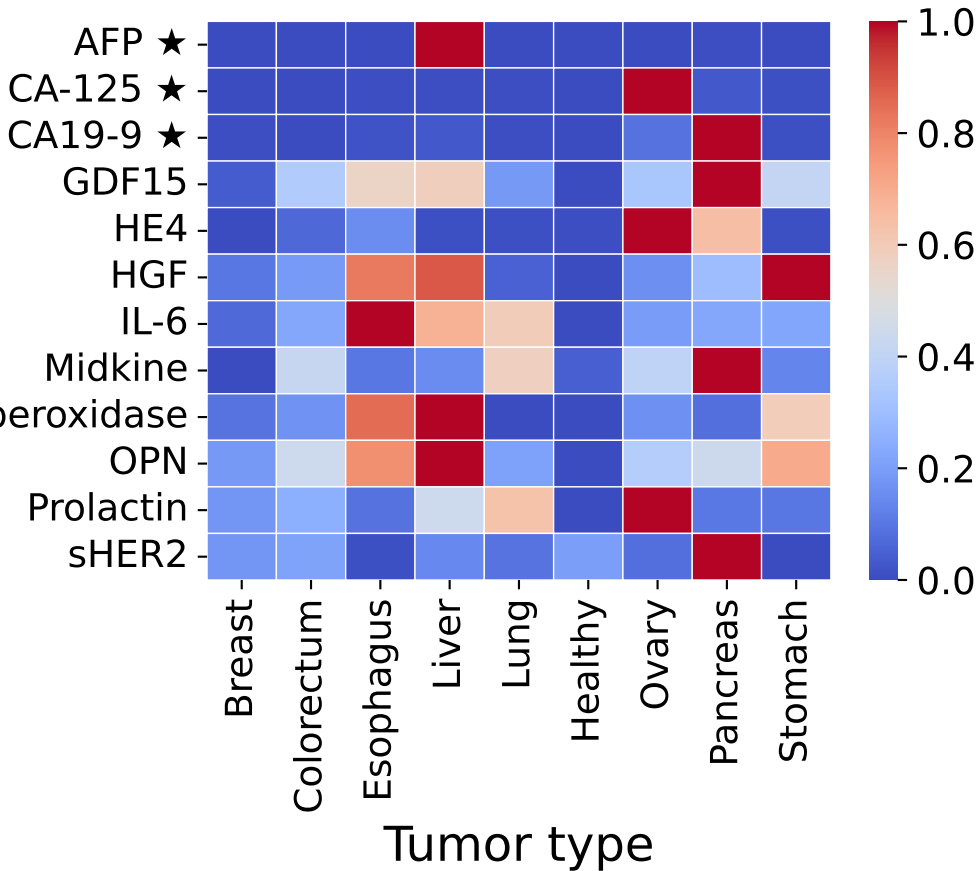 AFP ★
CA-125 ★
CA19-9 ★
GDF15
HE4
HGF
IL-6
Midkine
peroxidase
OPN
Prolactin
sHER2
Breast
Colorectum
Esophagus
Liver
Lung
Healthy
Ovary
Pancreas
Stomach
Tumor type
1.0
0.8
0.6
0.4
0.2
0.0